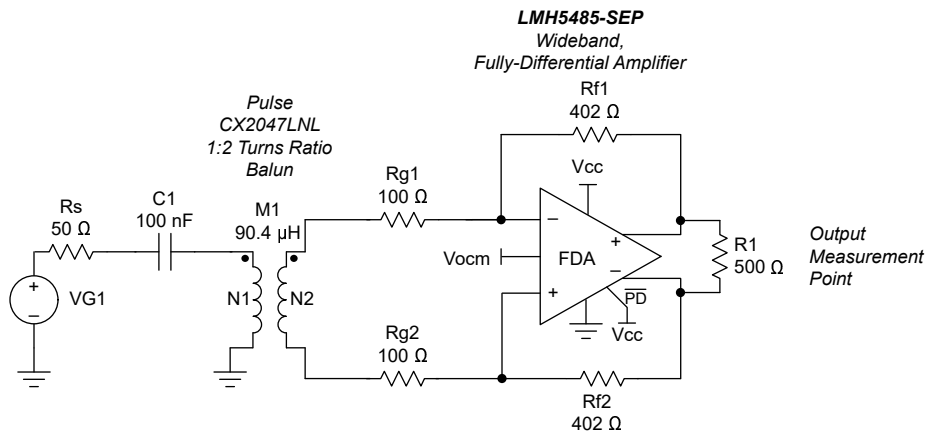 LMH5485-SEP
Wideband,
Fully-Differential Amplifier
Rf1
402 Ω
Pulse
CX2047LNL
1:2 Turns Ratio
Balun
Vcc
Rg1
100 Ω
C1
100 nF
M1
90.4 µH
Rs
50 Ω
−
+
R1
500 Ω
Output
Measurement
Point
Vocm
FDA
+
−
VG1
N1
N2
−
+
PD
Vcc
Rg2
100 Ω
Rf2
402 Ω